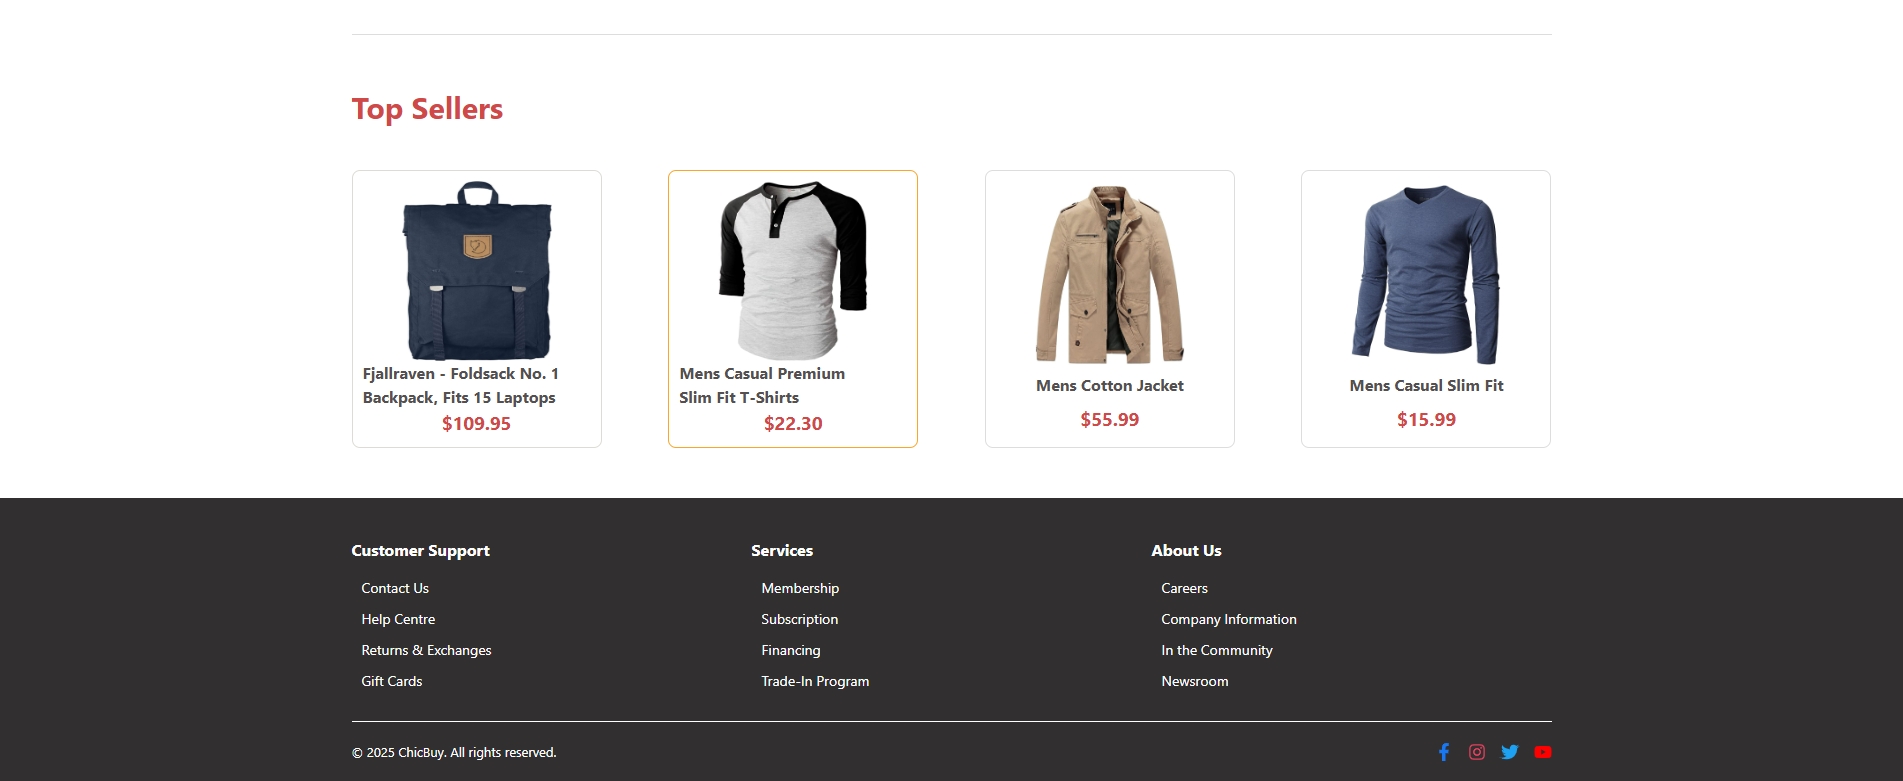 Top Sellers
Fjallraven - Foldsack No. 1
Backpack, Fits 15 Laptops
$109.95
Mens Casual Premium
Slim Fit T-Shirts
$22.30
Mens Cotton Jacket
$55.99
Mens Casual Slim Fit
$15.99
Customer Support
Contact Us
Help Centre
Returns & Exchanges
Gift Cards
Services
Membership
Subscription
Financing
Trade-In Program
About Us
Careers
Company Information
In the Community
Newsroom
© 2025 ChicBuy. All rights reserved.